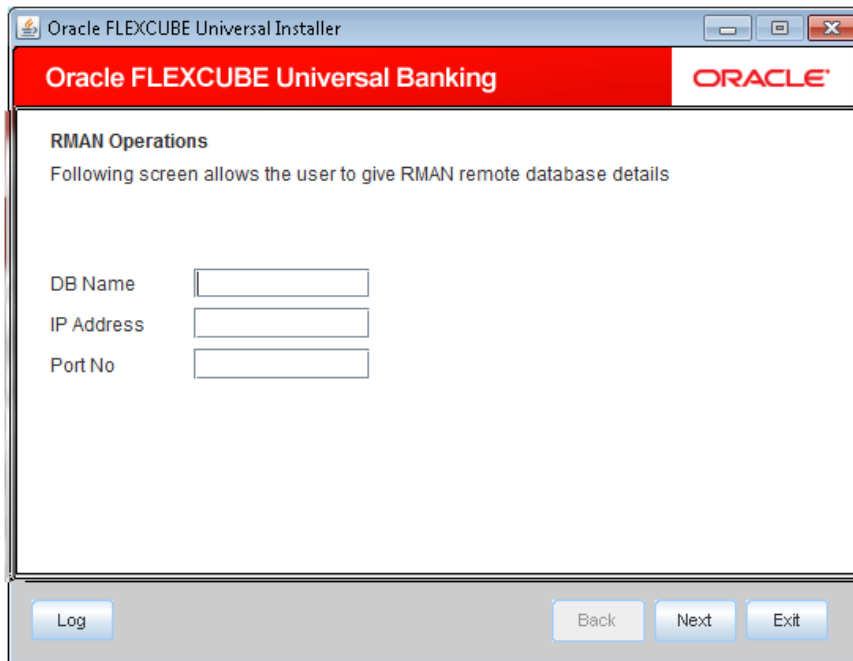 Oracle FLEXCUBE Universal Installer
Oracle FLEXCUBE Universal Banking
ORACLE
RMAN Operations
Following screen allows the user to give RMAN remote database details
DB Name
IP Address
Port No
Log
Back
Next
Exit